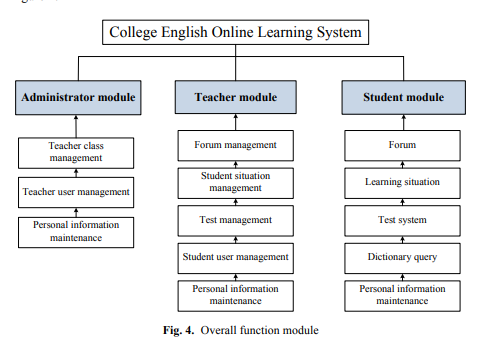 College English Online Learning System
Administrator module
Teacher module
Student module
Teacher class
management
Teacher user management
Personal information
maintenance
Forum management
Student situation
management
Test management
Student user management
Personal information
maintenance
Forum
Learning situation
Test system
Dictionary query
Personal information
maintenance
Fig. 4. Overall function module